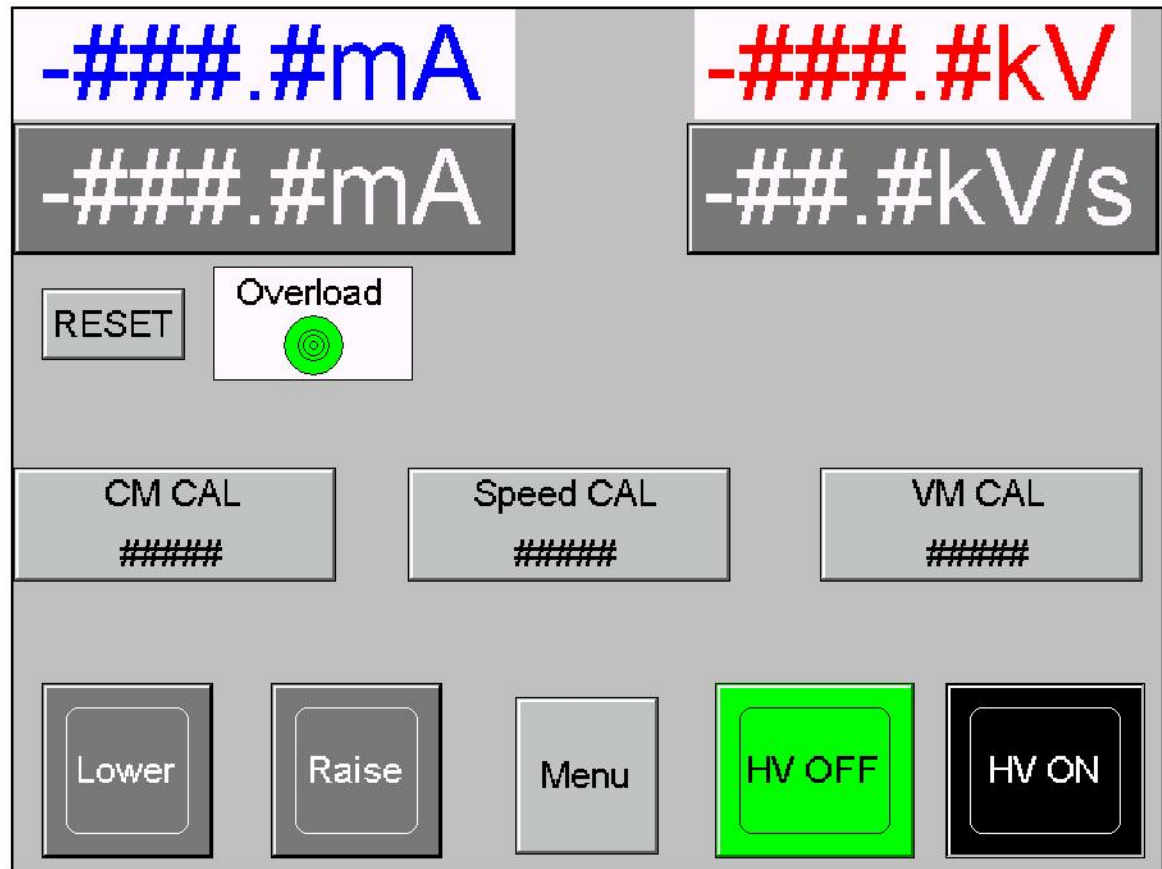 -###.#mA
-###.#kV
-###.#mA
-##.#kV/s
RESET
Overload
CM CAL
#####
Speed CAL
#####
VM CAL
#####
Lower
Raise
Menu
HV OFF
HV ON